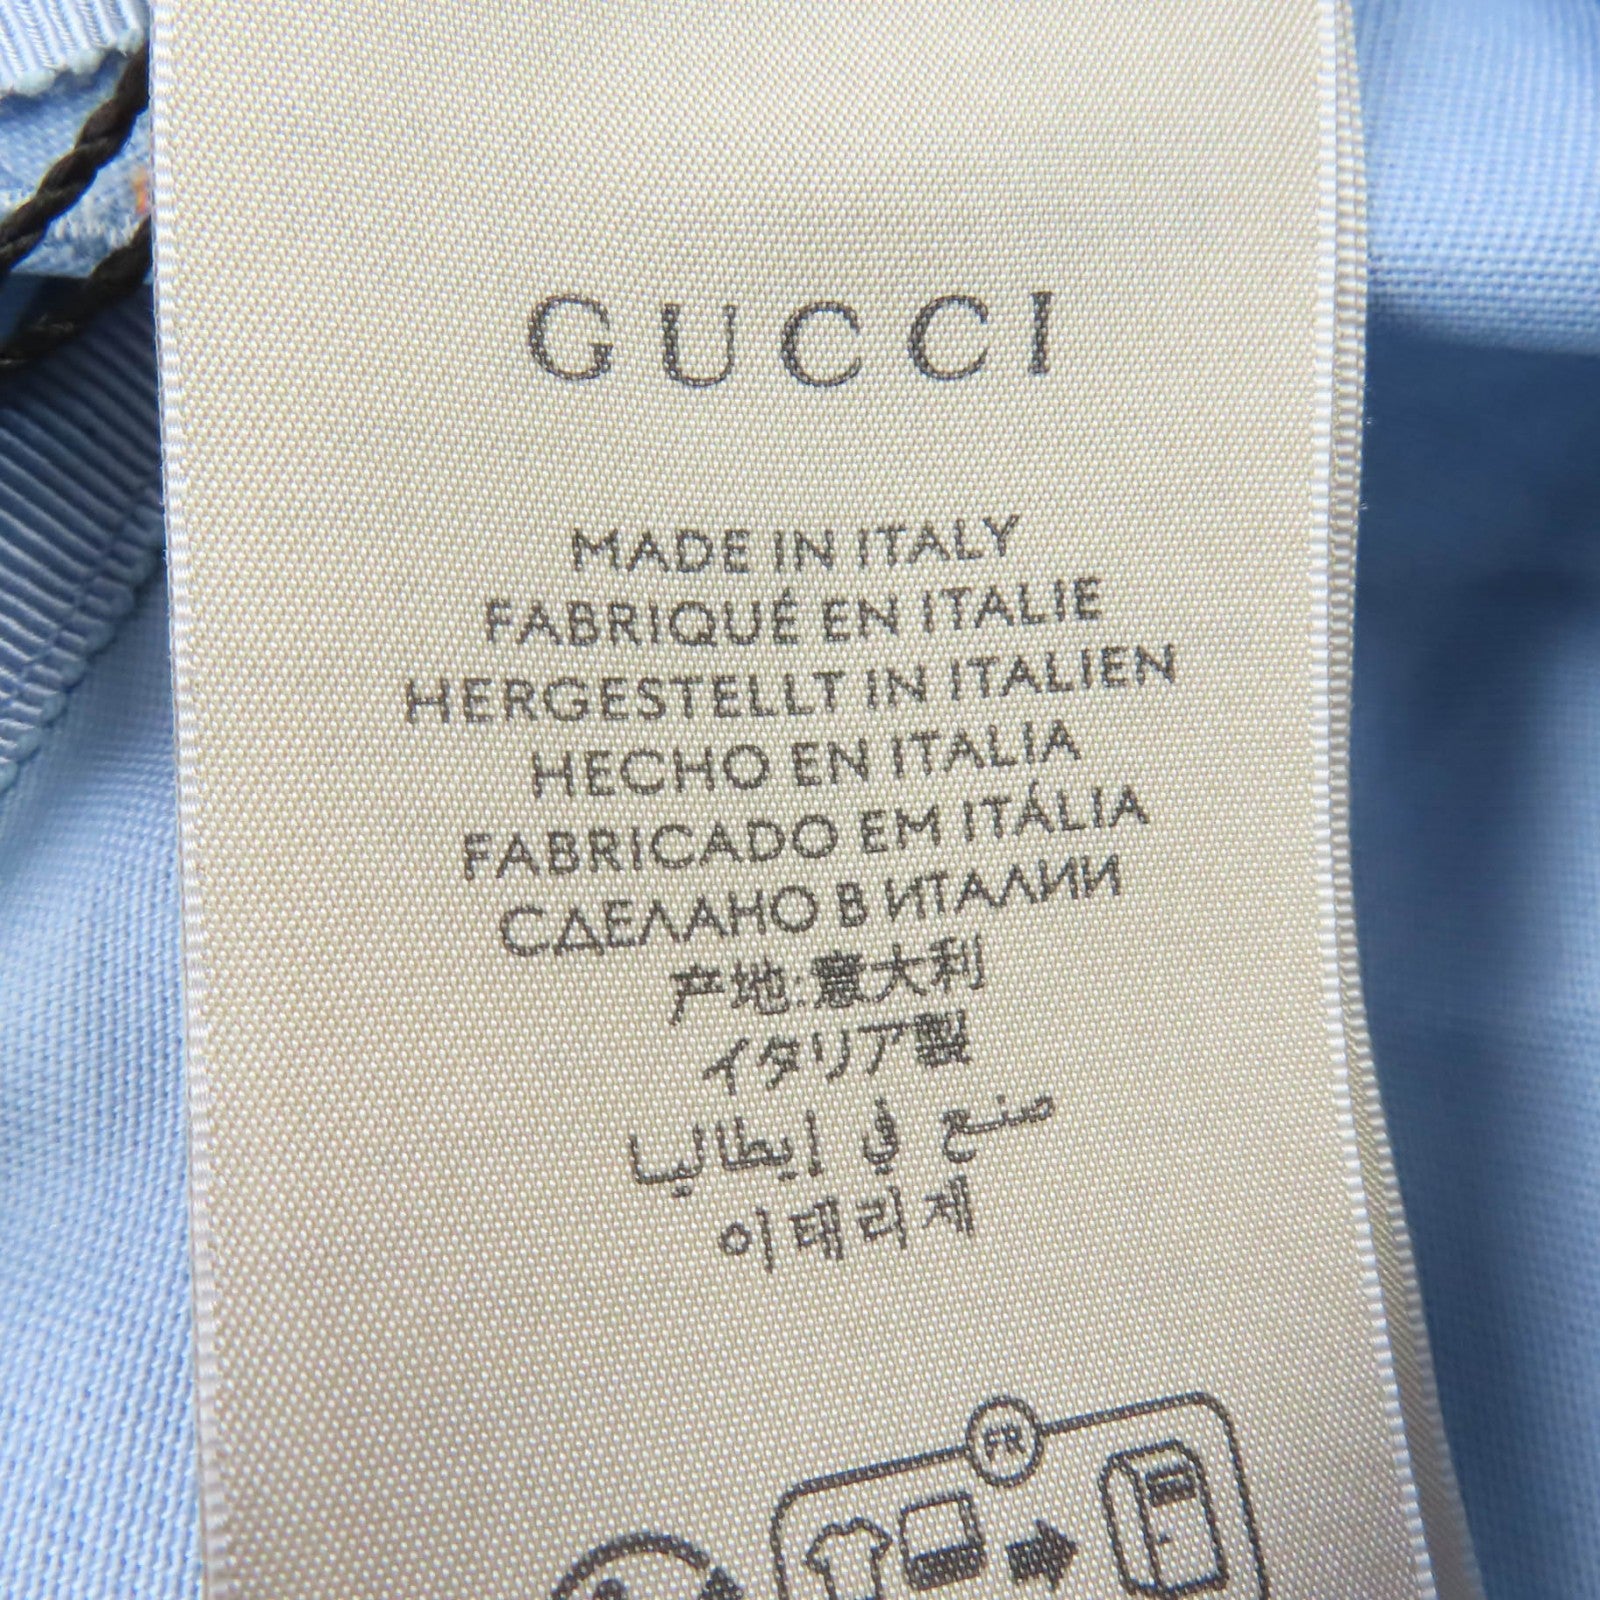 GUCCI
MADE IN ITALY
FABRIQUÉ EN ITALIE
HERGESTELLT IN ITALIEN
HECHO EN ITALIA
FABRICADO EM ITÁLIA
СДЕЛАНО В ИТАЛИИ
产地:意大利
イタリア製
صنع في إيطاليا
이태리제
FR